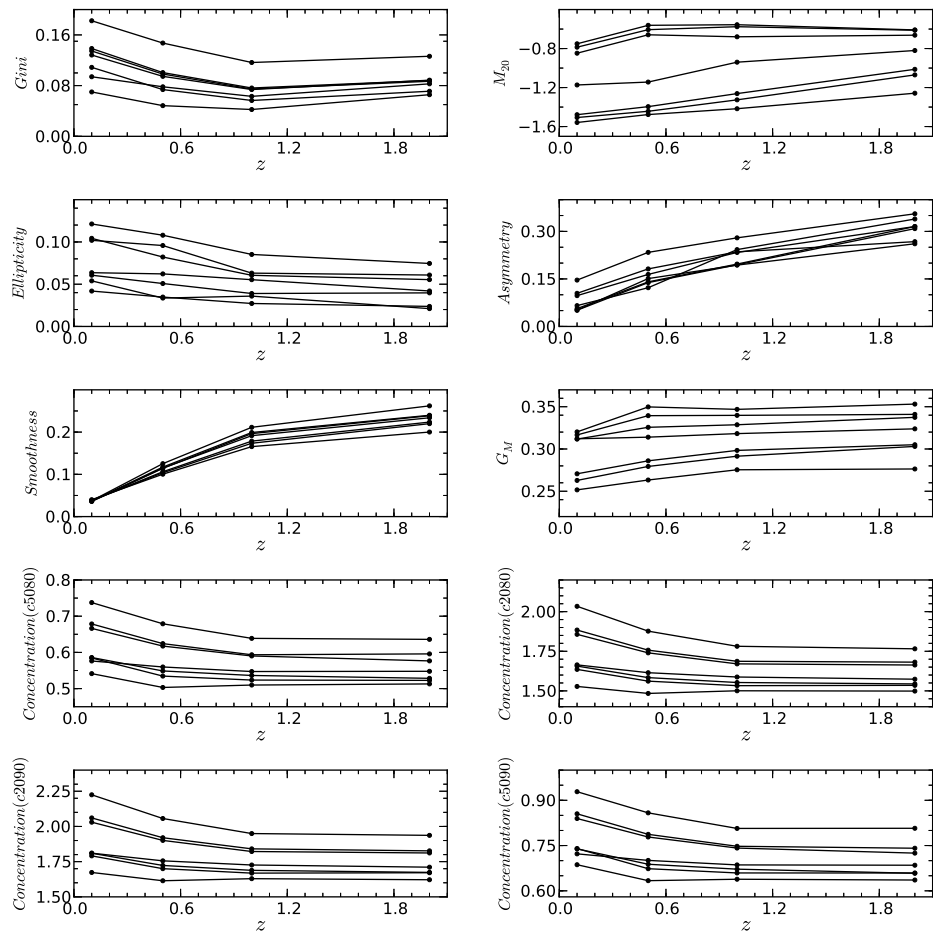 Gini
0.16
0.08
0.00
0.0 0.6 1.2 1.8
z
M20
−0.8
−1.2
−1.6
0.0 0.6 1.2 1.8
z
Ellipticity
0.10
0.05
0.00
0.0 0.6 1.2 1.8
z
Asymmetry
0.30
0.15
0.00
0.0 0.6 1.2 1.8
z
Smoothness
0.2
0.1
0.0
0.0 0.6 1.2 1.8
z
GM
0.35
0.30
0.25
0.0 0.6 1.2 1.8
z
Concentration(c5080)
0.8
0.7
0.6
0.5
0.0 0.6 1.2 1.8
z
Concentration(c2080)
2.00
1.75
1.50
0.0 0.6 1.2 1.8
z
Concentration(c2090)
2.25
2.00
1.75
1.50
0.0 0.6 1.2 1.8
z
Concentration(c5090)
0.90
0.75
0.60
0.0 0.6 1.2 1.8
z